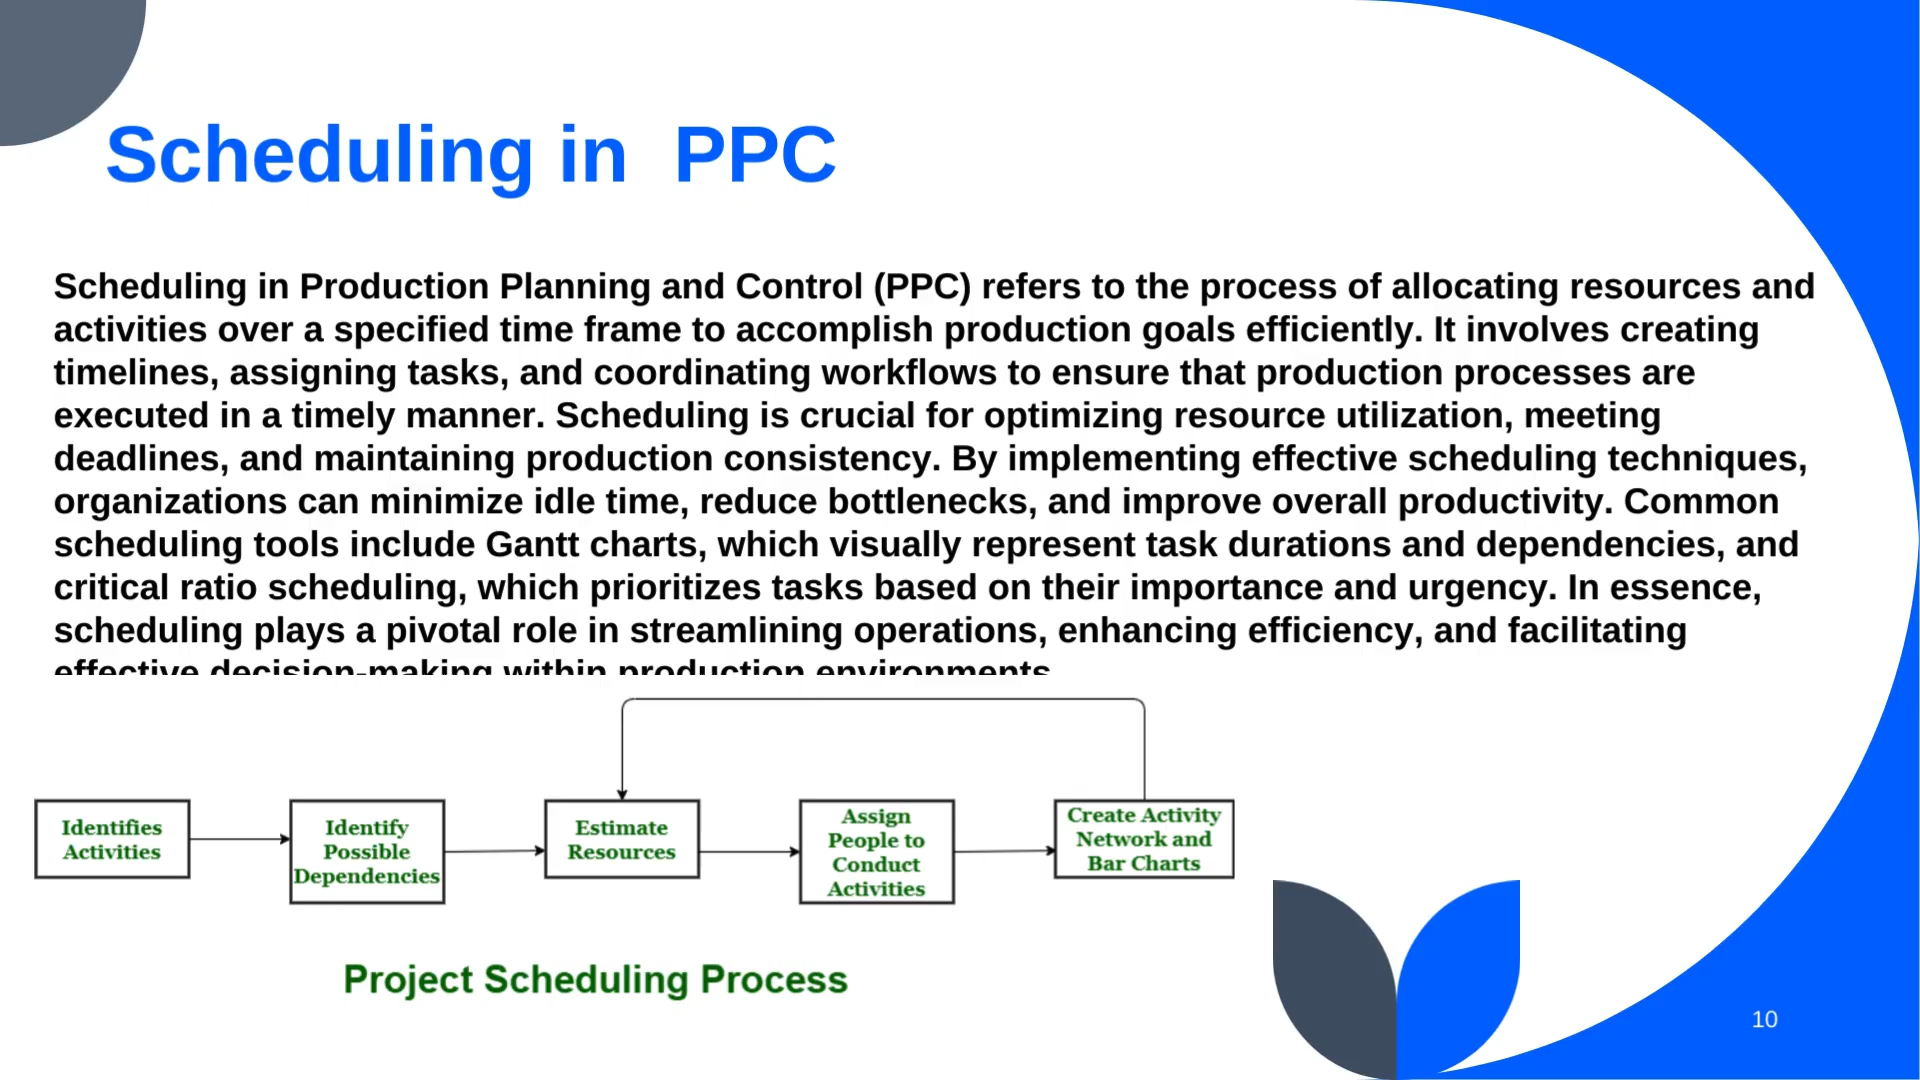 Scheduling in PPC
Scheduling in Production Planning and Control (PPC) refers to the process of allocating resources and
activities over a specified time frame to accomplish production goals efficiently. It involves creating
timelines, assigning tasks, and coordinating workflows to ensure that production processes are
executed in a timely manner. Scheduling is crucial for optimizing resource utilization, meeting
deadlines, and maintaining production consistency. By implementing effective scheduling techniques,
organizations can minimize idle time, reduce bottlenecks, and improve overall productivity. Common
scheduling tools include Gantt charts, which visually represent task durations and dependencies, and
critical ratio scheduling, which prioritizes tasks based on their importance and urgency. In essence,
scheduling plays a pivotal role in streamlining operations, enhancing efficiency, and facilitating
effective decision-making within production environments.
Identifies
Activities
Identify
Possible
Dependencies
Estimate
Resources
Assign
People to
Conduct
Activities
Create Activity
Network and
Bar Charts
Project Scheduling Process
10